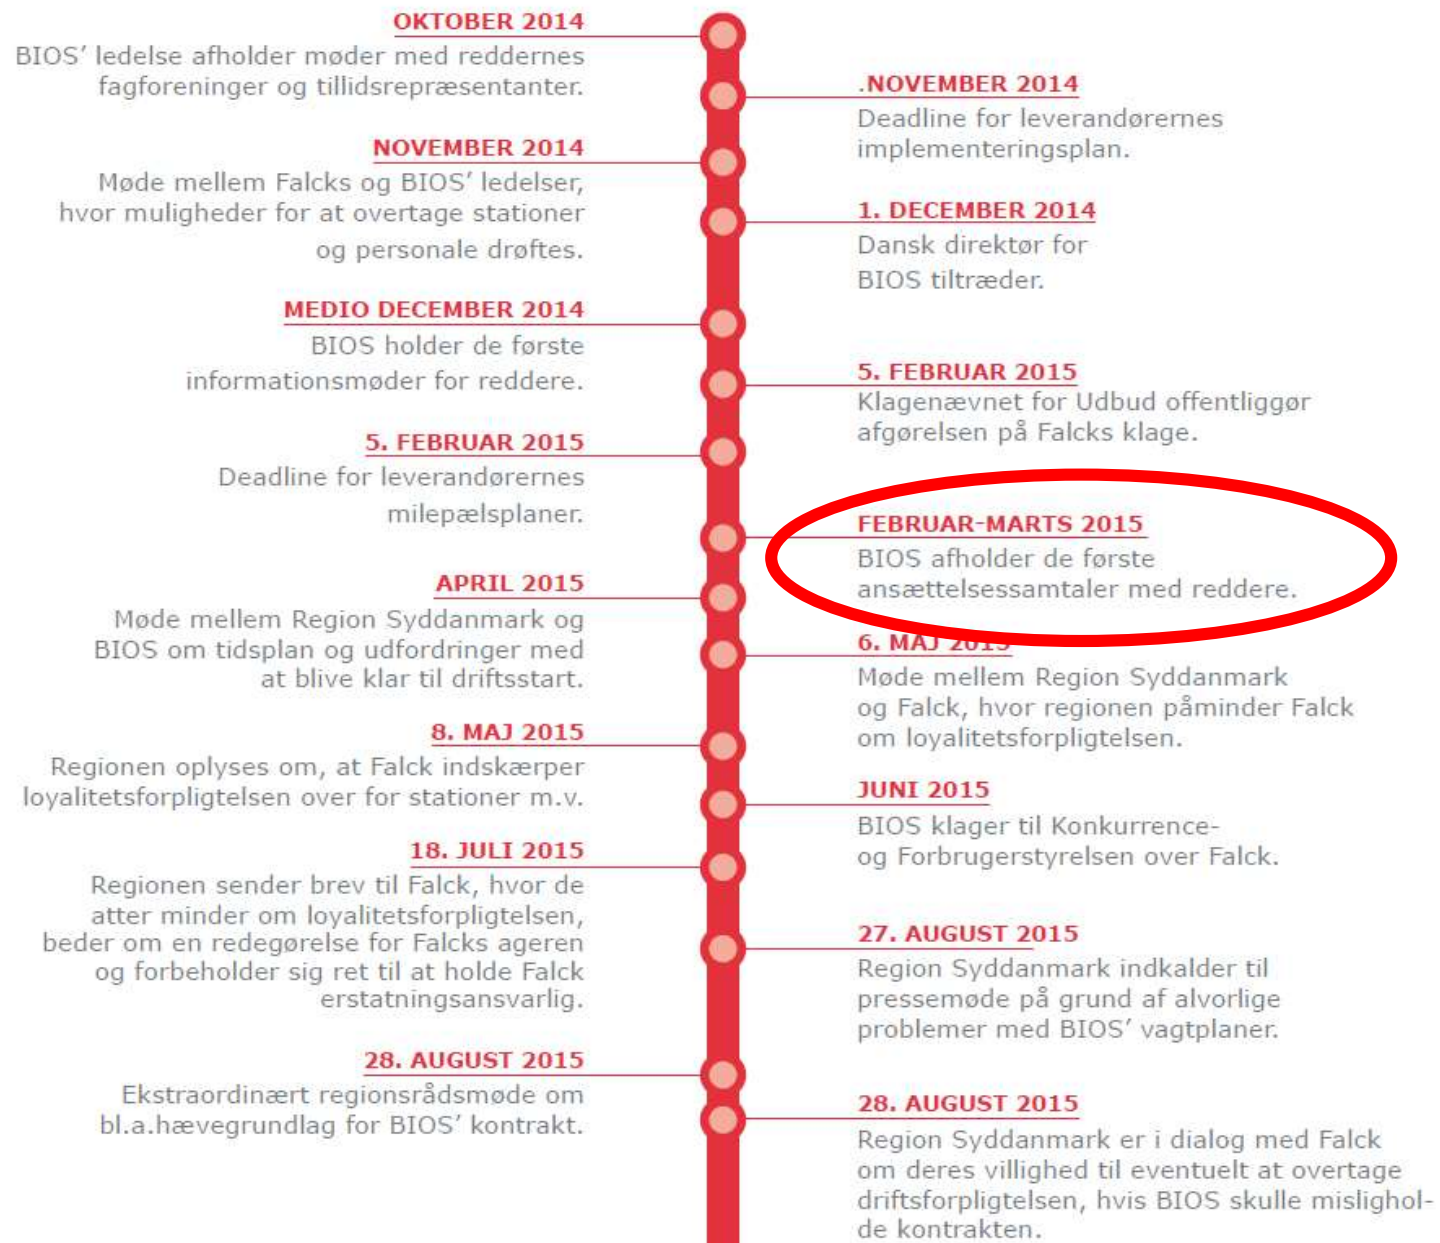 OKTOBER 2014
BIOS’ ledelse afholder møder med reddernes
fagforeninger og tillidsrepræsentanter.
.NOVEMBER 2014
Deadline for leverandørernes
implementeringsplan.
NOVEMBER 2014
Møde mellem Falcks og BIOS’ ledelser,
hvor muligheder for at overtage stationer
og personale drøftes.
1. DECEMBER 2014
Dansk direktør for
BIOS tiltræder.
MEDIO DECEMBER 2014
BIOS holder de første
informationsmøder for reddere.
5. FEBRUAR 2015
Klagenævnet for Udbud offentliggør
afgørelsen på Falcks klage.
5. FEBRUAR 2015
Deadline for leverandørernes
milepælsplaner.
FEBRUAR-MARTS 2015
BIOS afholder de første
ansættelsessamtaler med reddere.
APRIL 2015
Møde mellem Region Syddanmark og
BIOS om tidsplan og udfordringer med
at blive klar til driftsstart.
6. MAJ 2015
Møde mellem Region Syddanmark
og Falck, hvor regionen påminder Falck
om loyalitetsforpligtelsen.
8. MAJ 2015
Regionen oplyses om, at Falck indskærper
loyalitetsforpligtelsen over for stationer m.v.
JUNI 2015
BIOS klager til Konkurrence-
og Forbrugerstyrelsen over Falck.
18. JULI 2015
Regionen sender brev til Falck, hvor de
atter minder om loyalitetsforpligtelsen,
beder om en redegørelse for Falcks ageren
og forbeholder sig ret til at holde Falck
erstatningsansvarlig.
27. AUGUST 2015
Region Syddanmark indkalder til
pressemøde på grund af alvorlige
problemer med BIOS’ vagtplaner.
28. AUGUST 2015
Ekstraordinært regionsrådsmøde om
bl.a.hævegrundlag for BIOS’ kontrakt.
28. AUGUST 2015
Region Syddanmark er i dialog med Falck
om deres villighed til eventuelt at overtage
driftsforpligtelsen, hvis BIOS skulle mislighol-
de kontrakten.